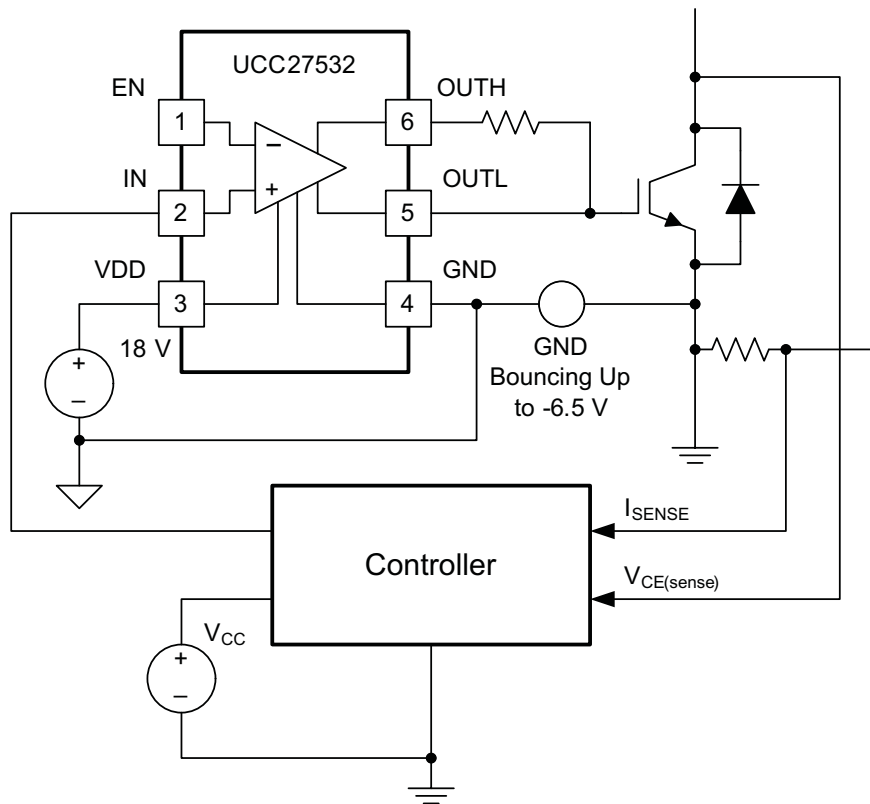 UCC27532
EN
OUTH
1
6
−
IN
OUTL
+
2
5
VDD
GND
3
4
18 V
+
−
GND
Bouncing Up
to -6.5 V
ISENSE
Controller
VCE(sense)
VCC
+
−